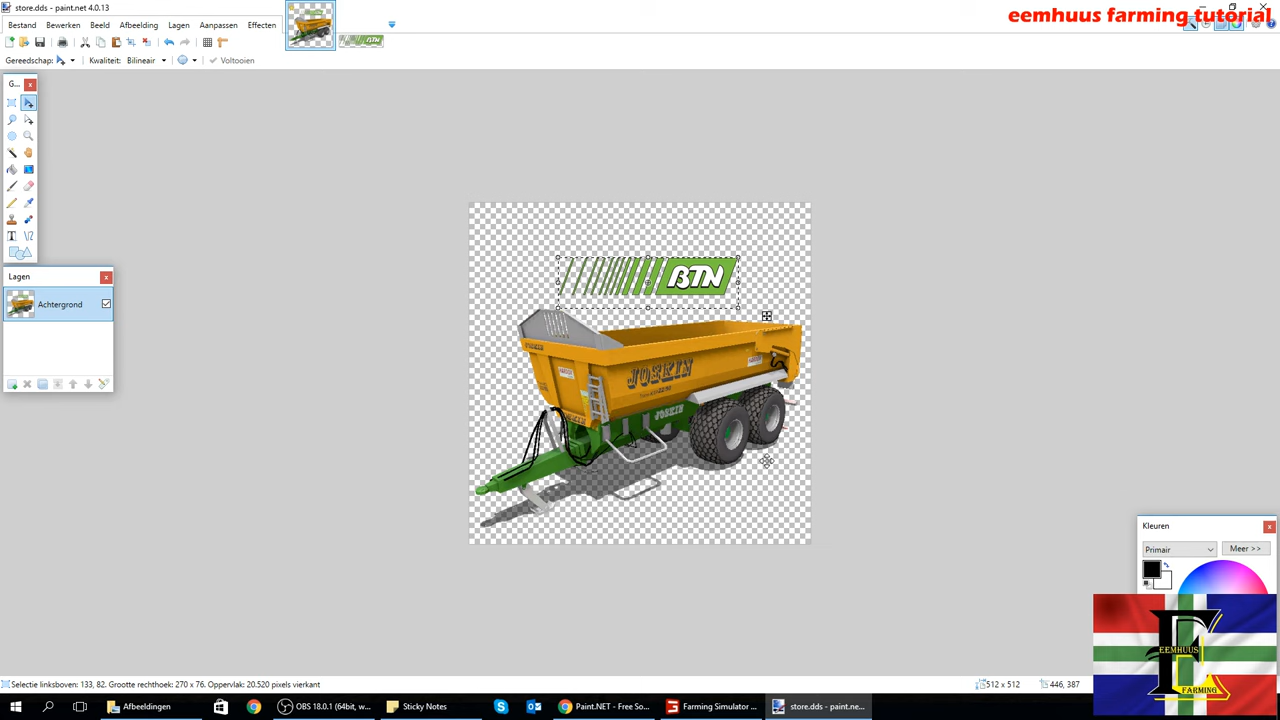 store.dds - paint.net 4.0.13
eemhuus farming tutorial
Bestand Bewerken Beeld Afbeelding Lagen Aanpassen Effecten
BTN
Gereedschap: Kwaliteit: Bilineair Voltooien
G...
Lagen
Achtergrond
BTN
JOSKIN
JOSKIN
Kleuren
Primair Meer >>
EEMHUUS
FARMING
Selectie linksboven: 133, 82. Grootte rechthoek: 270 x 76. Oppervlak: 20.520 pixels vierkant
512 x 512 446, 387
Afbeeldingen OBS 18.0.1 (64bit, w... Sticky Notes Paint.NET - Free So... Farming Simulator ... store.dds - paint.ne...